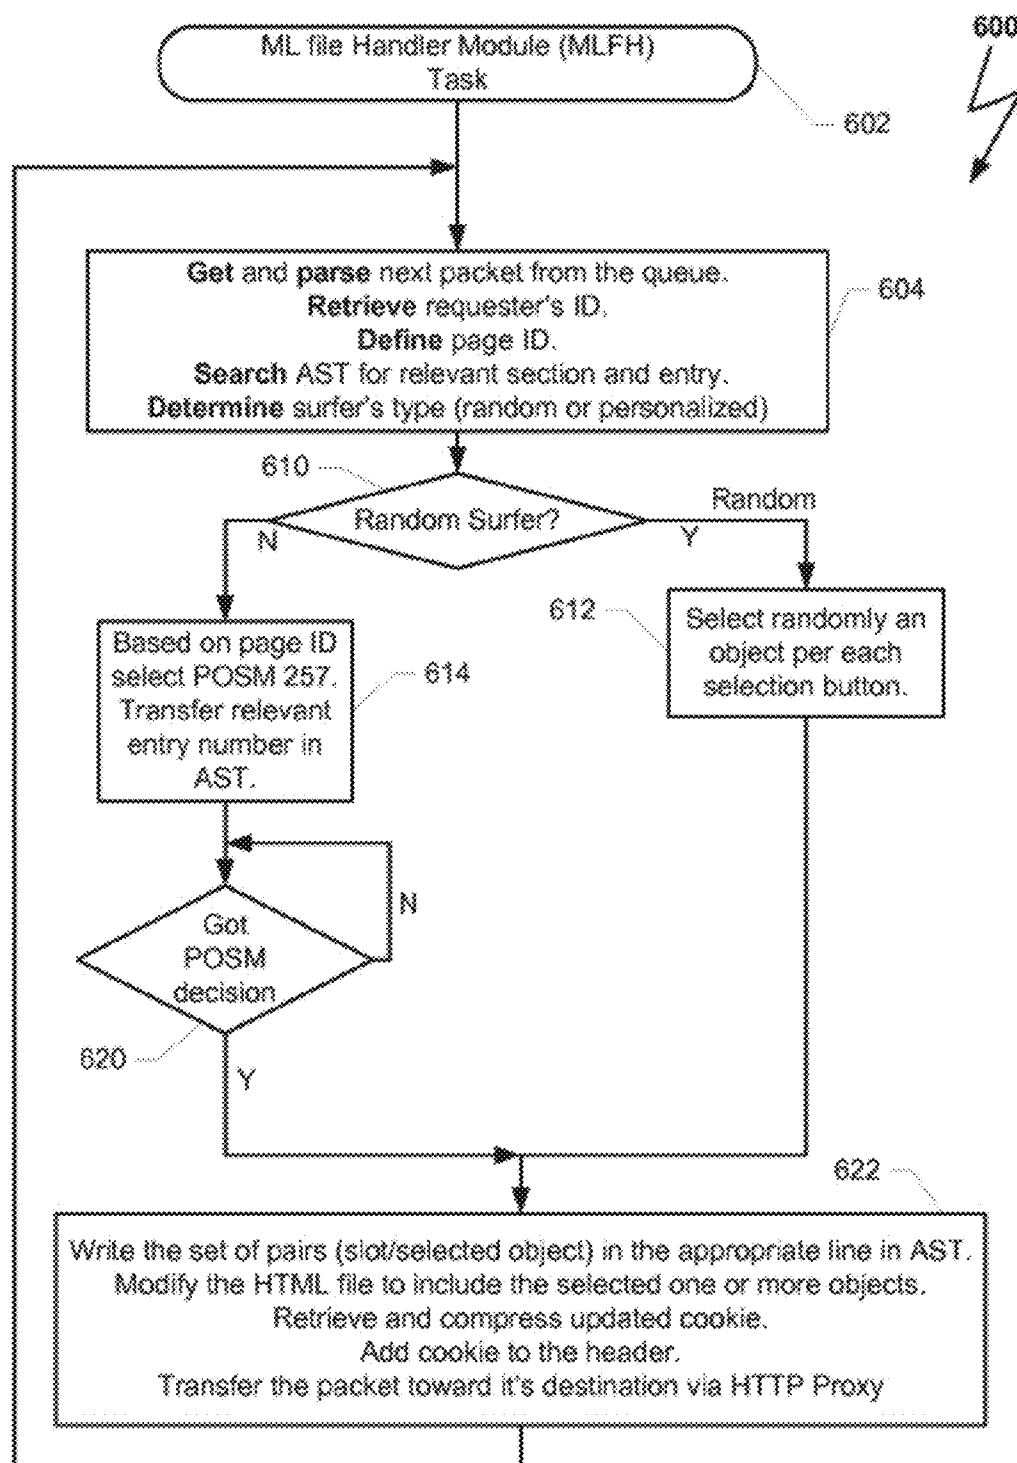 600
ML file Handler Module (MLFH)
Task
602
Get and parse next packet from the queue.
Retrieve requester's ID.
Define page ID.
Search AST for relevant section and entry.
Determine surfer's type (random or personalized)
604
610
Random Surfer?
N
Y
Random
Based on page ID
select POSM 257.
Transfer relevant
entry number in
AST.
614
612
Select randomly an
object per each
selection button.
Got
POSM
decision
N
620
Y
622
Write the set of pairs (slot/selected object) in the appropriate line in AST.
Modify the HTML file to include the selected one or more objects.
Retrieve and compress updated cookie.
Add cookie to the header.
Transfer the packet toward it's destination via HTTP Proxy